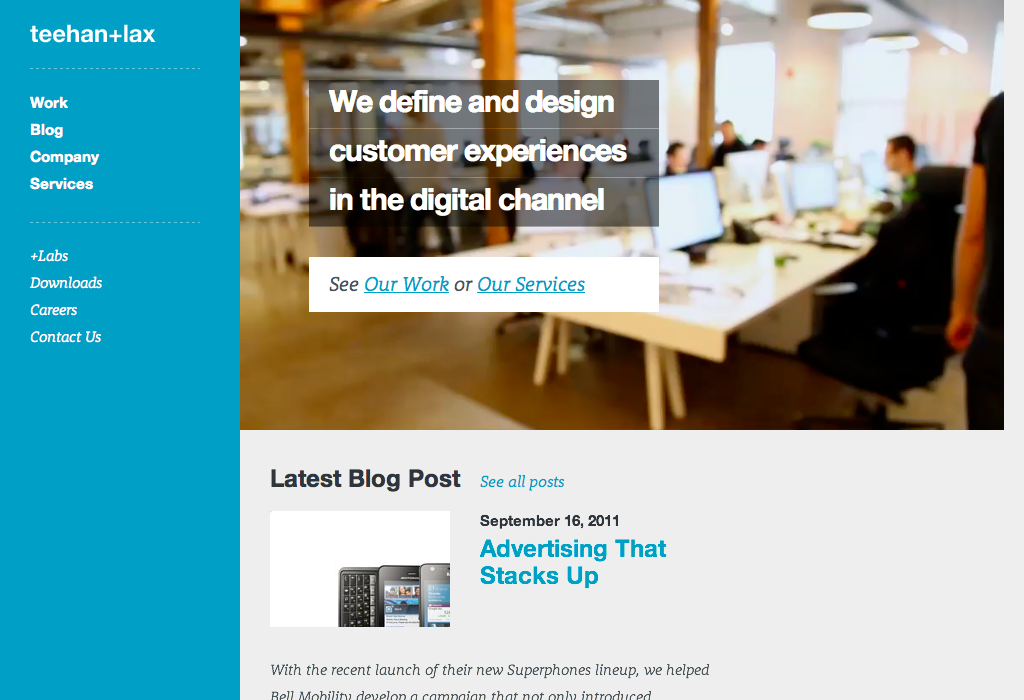 teehan+lax
Work
Blog
Company
Services
+Labs
Downloads
Careers
Contact Us
We define and design
customer experiences
in the digital channel
See Our Work or Our Services
Latest Blog Post
See all posts
September 16, 2011
Advertising That
Stacks Up
With the recent launch of their new Superphones lineup, we helped
Bell Mobility develop a campaign that not only introduced